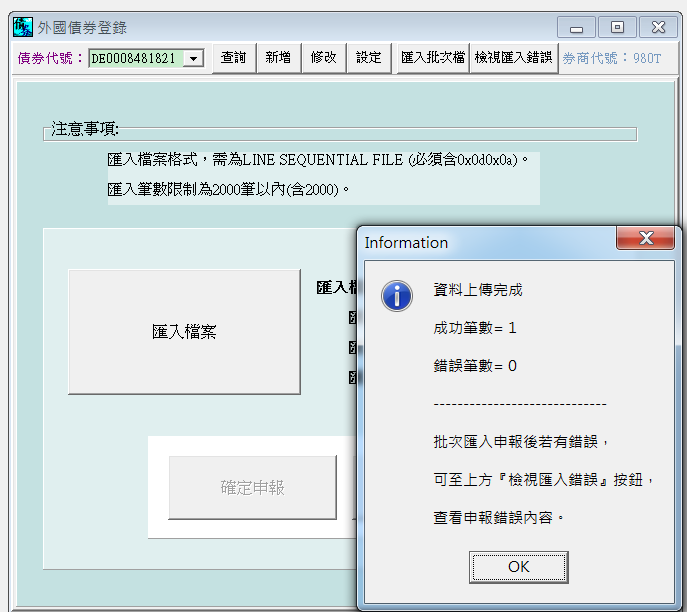 外國債券登錄
債券代號： DE0008481821 查詢 新增 修改 設定 匯入批次檔 檢視匯入錯誤 券商代號：980T
注意事項:
匯入檔案格式，需為LINE SEQUENTIAL FILE (必須含0x0d0x0a)。
匯入筆數限制為2000筆以內(含2000)。
匯入檔案
匯入
確定申報
Information
資料上傳完成
成功筆數= 1
錯誤筆數= 0
-----------------------------
批次匯入申報後若有錯誤，
可至上方『檢視匯入錯誤』按鈕，
查看申報錯誤內容。
OK